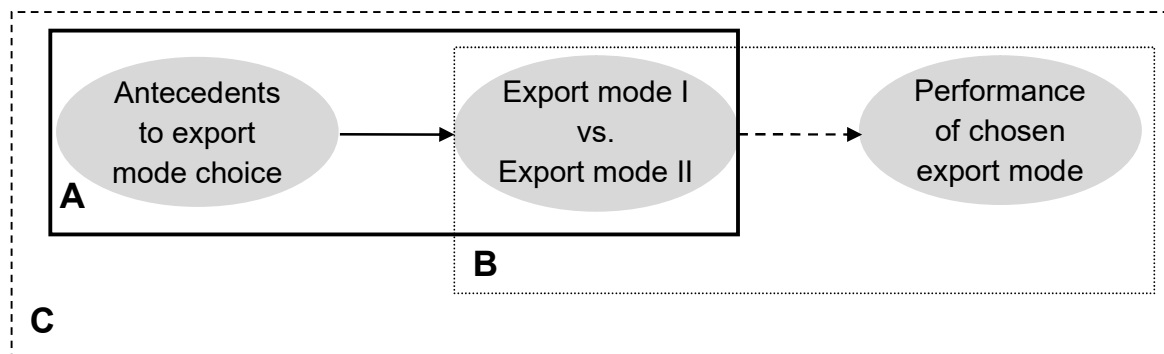 Antecedents
to export
mode choice
A
Export mode I
vs.
Export mode II
B
Performance
of chosen
export mode
C